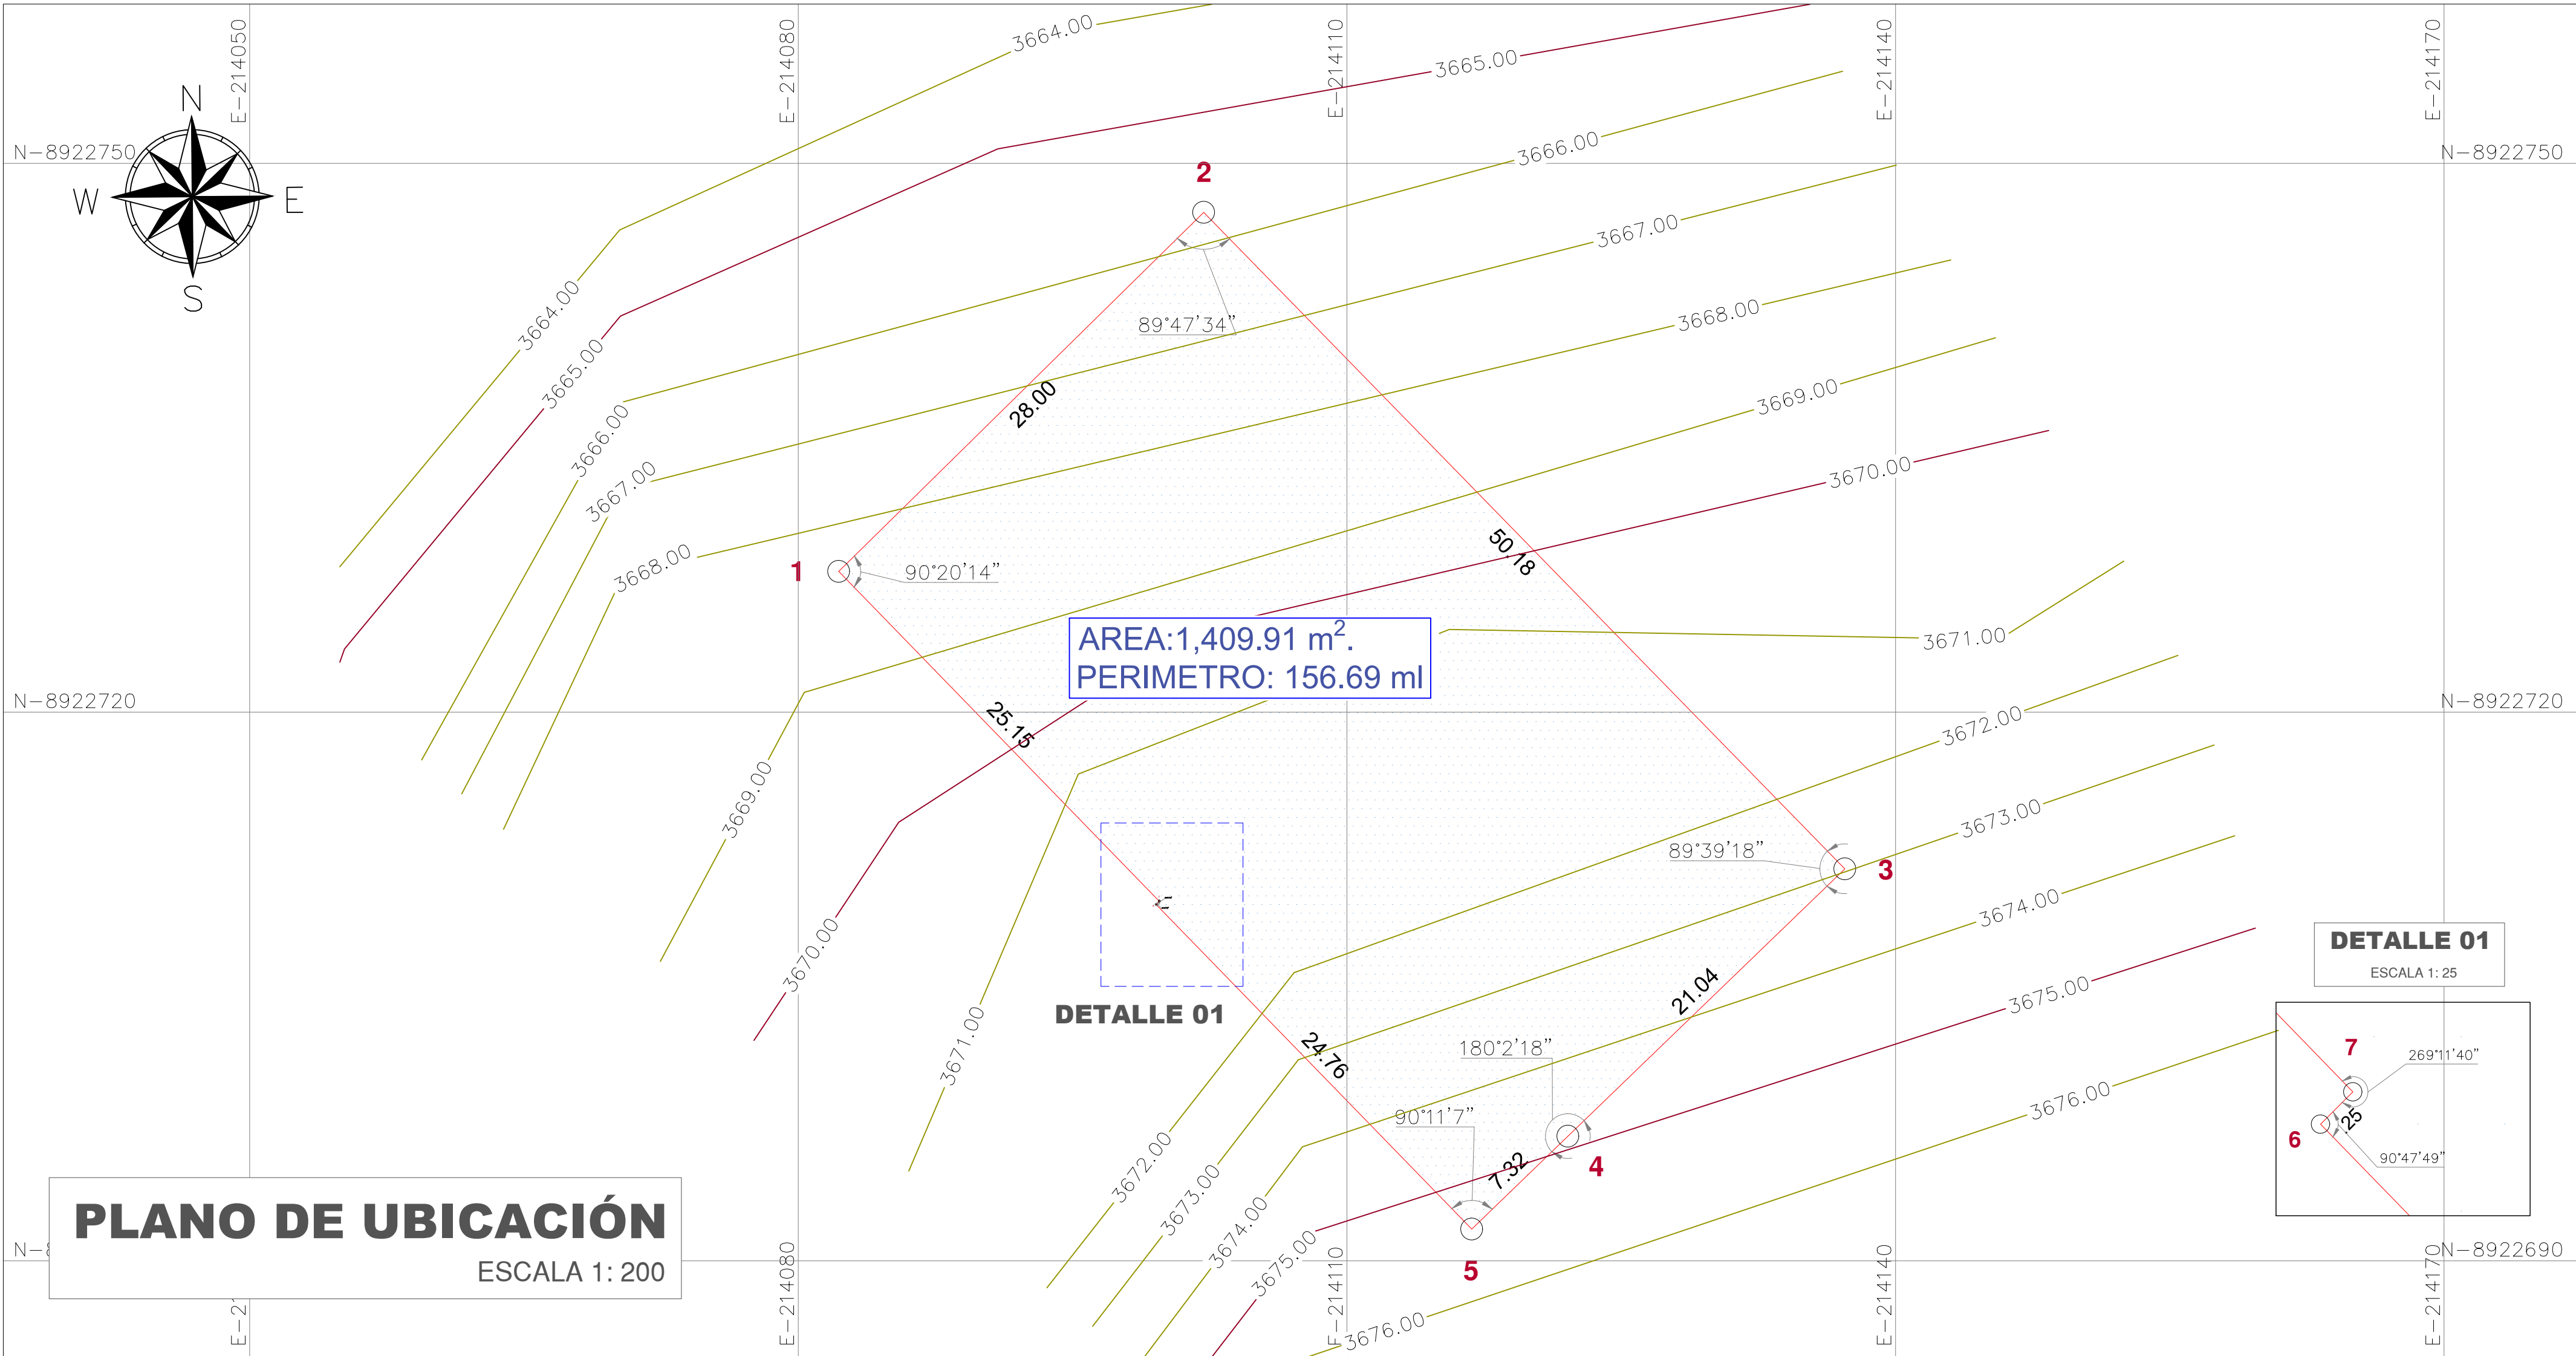 E-214050
E-214080
E-214110
E-214140
E-214170
3664.00
3665.00
N
W
E
S
N-8922750
N-8922750
3666.00
2
3667.00
3664.00
89°47'34"
3668.00
3665.00
28.00
3669.00
3666.00
3667.00
3670.00
50.18
3668.00
1
90°20'14"
AREA:1,409.91 m².
PERIMETRO: 156.69 ml
3671.00
N-8922720
N-8922720
25.15
3672.00
3669.00
3673.00
89°39'18"
3
3670.00
3674.00
DETALLE 01
ESCALA 1: 25
21.04
3675.00
DETALLE 01
3671.00
24.76
180°2'18"
7
269°11'40"
3676.00
90°11'7"
.25
6
90°47'49"
3672.00
7.32
4
3673.00
PLANO DE UBICACIÓN
ESCALA 1: 200
3674.00
5
3675.00
N-8
N-8922690
E-2
E-214080
E-214110
E-214140
E-214170
3676.00